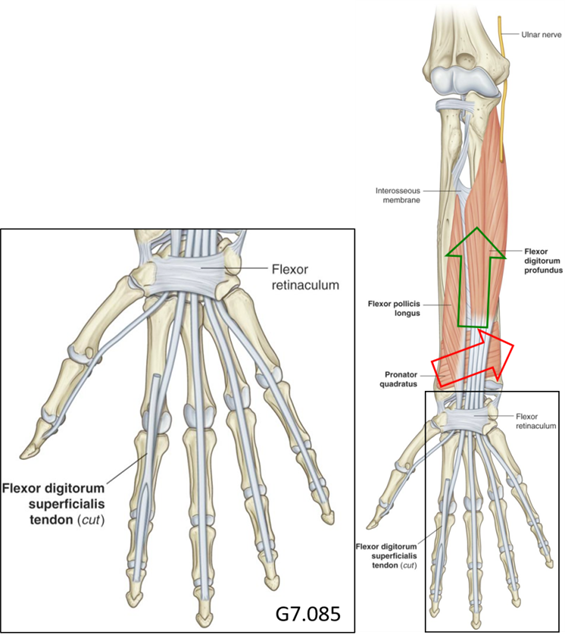 Ulnar nerve
Interosseous
membrane
Flexor
digitorum
profundus
Flexor pollicis
longus
Pronator
quadratus
Flexor
retinaculum
Flexor digitorum
superficialis
tendon (cut)
Flexor
retinaculum
Flexor digitorum
superficialis
tendon (cut)
G7.085